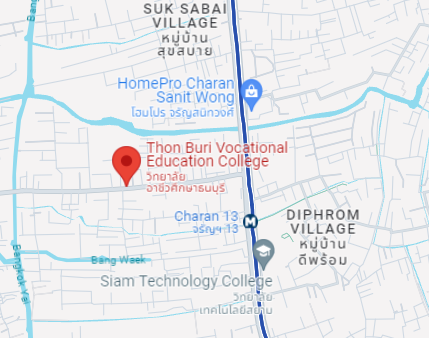 SUK SABAI
VILLAGE
หมู่บ้าน
สุขสบาย
Bang
HomePro Charan
Sanit Wong
โฮมโปร จรัญสนิทวงศ์
Thon Buri Vocational
Education College
วิทยาลัย
อาชีวศึกษาธนบุรี
Charan 13
จรัญฯ 13
DIPHROM
VILLAGE
หมู่บ้าน
ดีพร้อม
Bang Waek
Bangkok Yai
Siam Technology College
วิทยาลัย
เทคโนโลยีสยาม